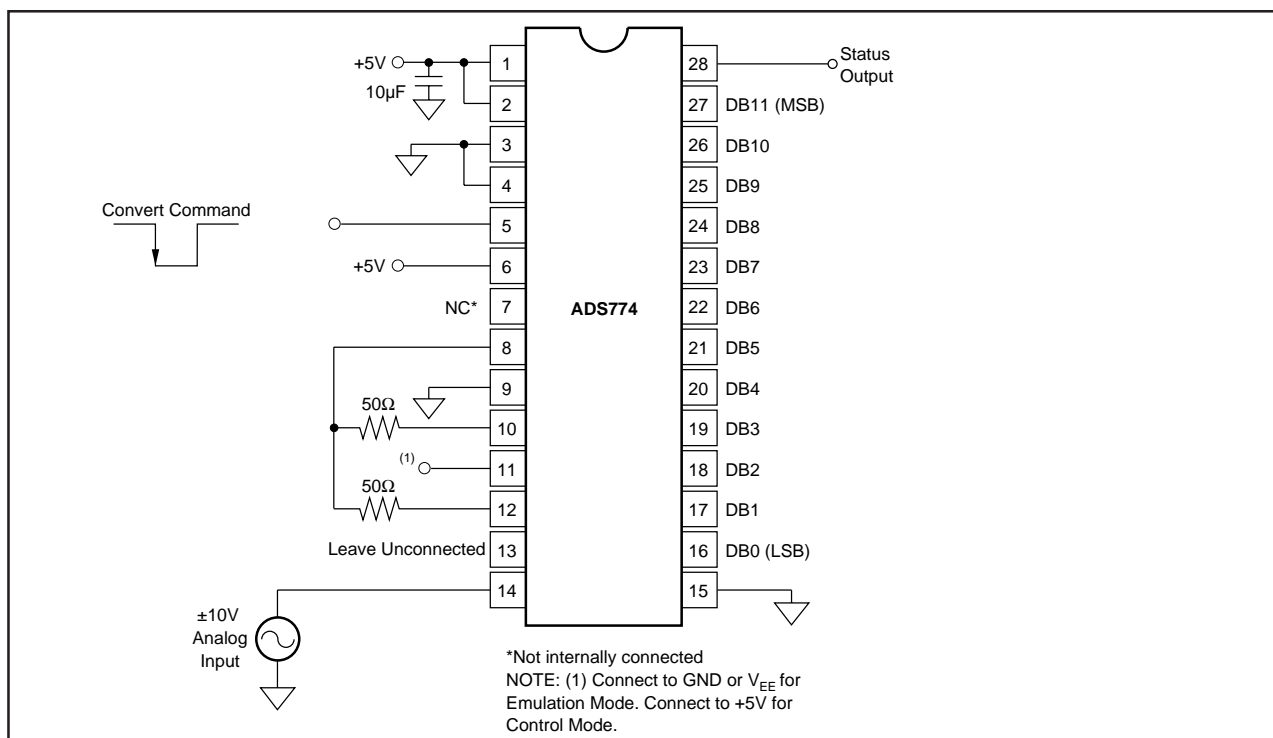 +5V
10µF
1
2
3
4
Convert Command
5
+5V
6
NC*
7
8
9
50Ω
10
(1)
11
50Ω
12
Leave Unconnected
13
14
±10V
Analog
Input
ADS774
28
Status
Output
27
DB11 (MSB)
26
DB10
25
DB9
24
DB8
23
DB7
22
DB6
21
DB5
20
DB4
19
DB3
18
DB2
17
DB1
16
DB0 (LSB)
15
*Not internally connected
NOTE: (1) Connect to GND or VEE for
Emulation Mode. Connect to +5V for
Control Mode.